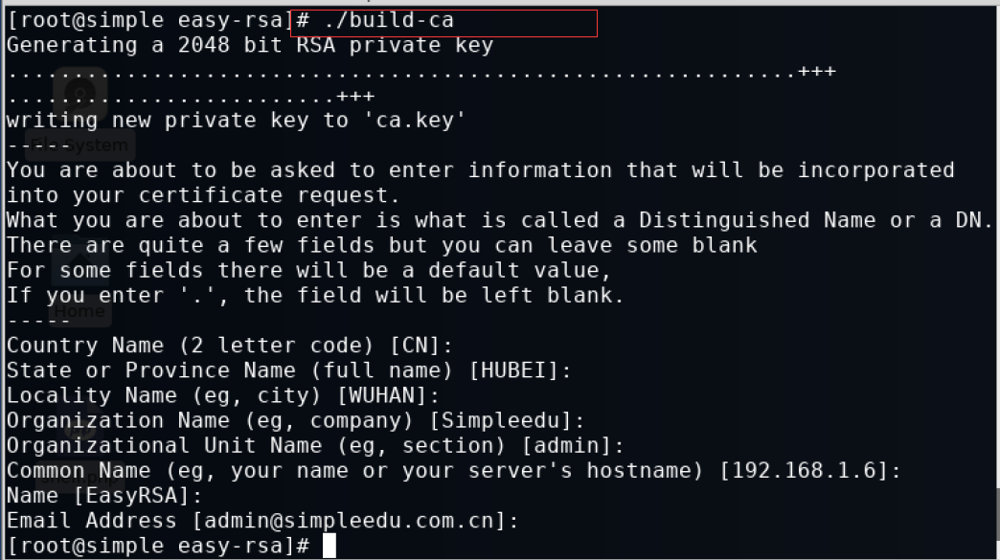 [root@simple easy-rsa]# ./build-ca
Generating a 2048 bit RSA private key
............................................................+++
.........................+++
writing new private key to 'ca.key'
-----
File System
You are about to be asked to enter information that will be incorporated
into your certificate request.
What you are about to enter is what is called a Distinguished Name or a DN.
There are quite a few fields but you can leave some blank
For some fields there will be a default value,
If you enter '.', the field will be left blank.
Home
-----
Country Name (2 letter code) [CN]:
State or Province Name (full name) [HUBEI]:
Locality Name (eg, city) [WUHAN]:
Organization Name (eg, company) [Simpleedu]:
Organizational Unit Name (eg, section) [admin]:
Common Name (eg, your name or your server's hostname) [192.168.1.6]:
Name [EasyRSA]:
Email Address [admin@simpleedu.com.cn]:
[root@simple easy-rsa]#